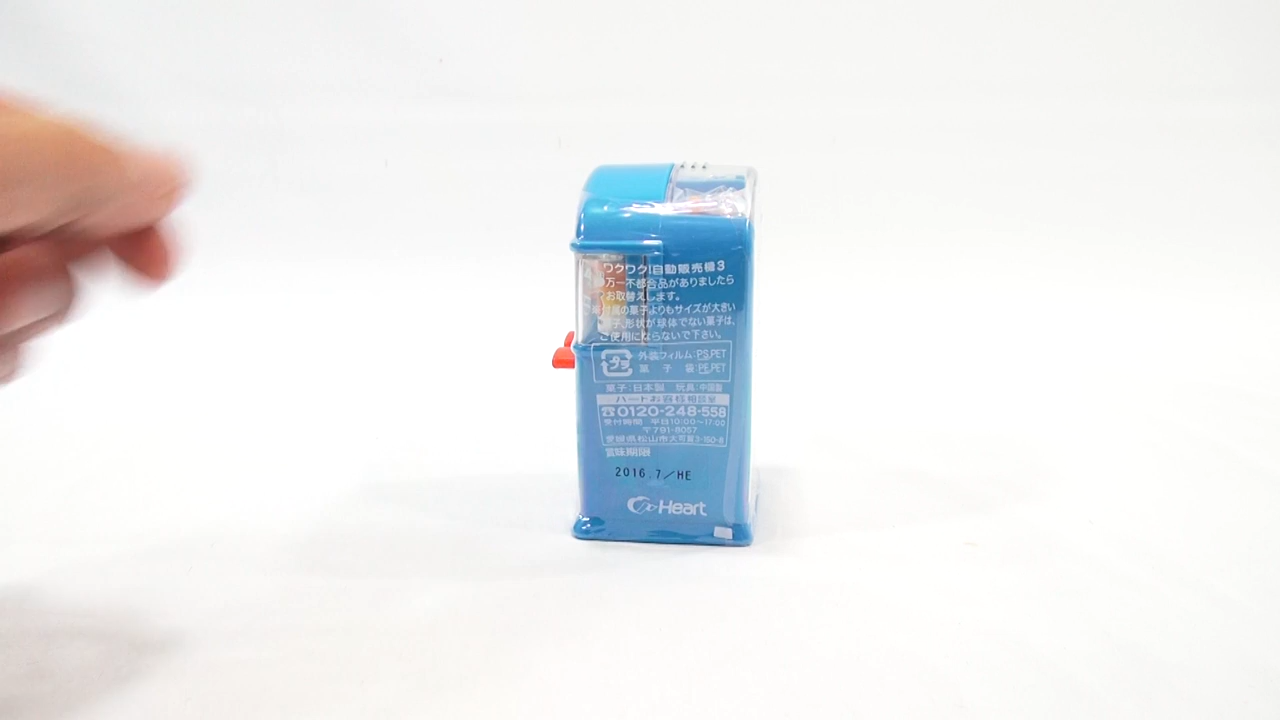 ワクワク!自動販売機3
万一不都合品がありましたら
お取替えします。
※付属の菓子よりもサイズが大きい
菓子、形状が球体でない菓子は、
ご使用にならないで下さい。
プラ
外装フィルム:PS,PET
菓子袋:PE,PET
菓子:日本製 玩具:中国製
ハートお客様相談室
☎0120-248-558
受付時間 平日10:00~17:00
〒791-8057
愛媛県松山市大可賀3-150-8
賞味期限
2016.7/HE
Heart